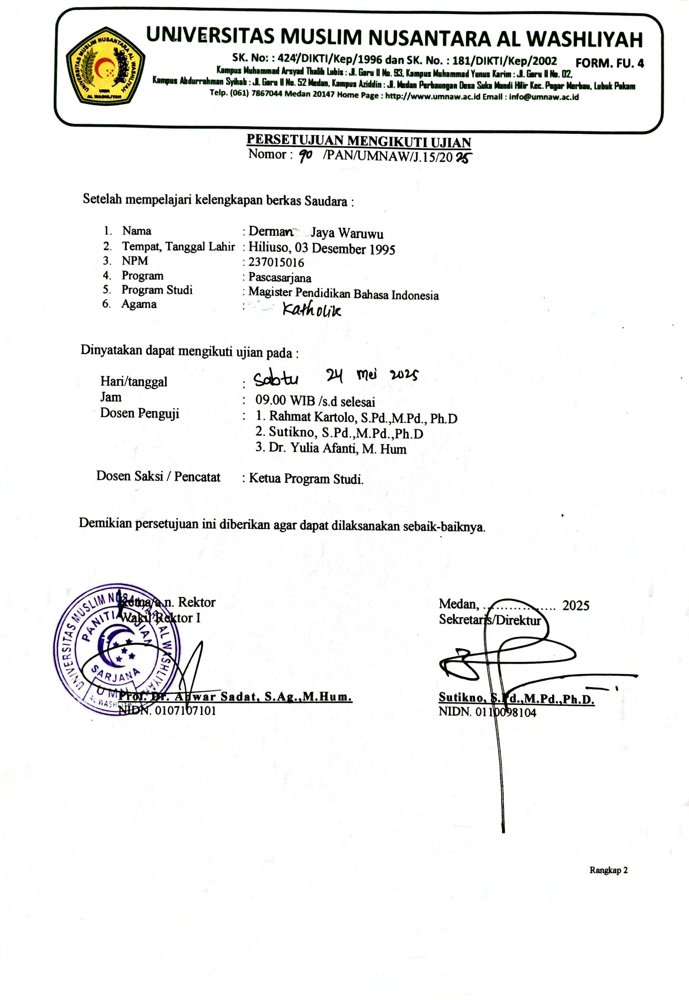 UNIVERSITAS MUSLIM NUSANTARA AL WASHLIYAH
UNIVERSITAS MUSLIM NUSANTARA AL WASHLIYAH
UMN
AL WASHLIYAH
SK. No: : 424/DIKTI/Kep/1996 dan SK. No. : 181/DIKTI/Kep/2002 FORM. FU. 4
Kampus Muhammad Arsyad Thalib Lubis : Jl. Garu II No. 93, Kampus Muhammad Yunus Karim : Jl. Garu II No. 02,
Kampus Abdurrahman Syihab : Jl. Garu II No. 52 Medan, Kampus Aziddin : Jl. Medan Perbaungan Desa Suka Mandi Hilir Kec. Pagar Merbau, Lubuk Pakam
Telp. (061) 7867044 Medan 20147 Home Page : http://www.umnaw.ac.id Email : info@umnaw.ac.id
PERSETUJUAN MENGIKUTI UJIAN
Nomor : 90 /PAN/UMNAW/J.15/2025
Setelah mempelajari kelengkapan berkas Saudara :
1. Nama : Derman Jaya Waruwu
2. Tempat, Tanggal Lahir : Hiliuso, 03 Desember 1995
3. NPM : 237015016
4. Program : Pascasarjana
5. Program Studi : Magister Pendidikan Bahasa Indonesia
6. Agama : Katholik
Dinyatakan dapat mengikuti ujian pada :
Hari/tanggal : Sabtu 24 Mei 2025
Jam : 09.00 WIB /s.d selesai
Dosen Penguji : 1. Rahmat Kartolo, S.Pd.,M.Pd., Ph.D
2. Sutikno, S.Pd.,M.Pd.,Ph.D
3. Dr. Yulia Afanti, M. Hum
Dosen Saksi / Pencatat : Ketua Program Studi.
Demikian persetujuan ini diberikan agar dapat dilaksanakan sebaik-baiknya.
Ketua/a.n. Rektor
Wakil Rektor I
UNIVERSITAS MUSLIM NUSANTARA AL WASHLIYAH
PANITIA UJIAN
SARJANA
UMN
AL WASHLIYAH
Prof. Dr. Anwar Sadat, S.Ag.,M.Hum.
NIDN. 0107107101
Medan, ................ 2025
Sekretaris/Direktur
Sutikno, S.Pd.,M.Pd.,Ph.D.
NIDN. 0110098104
Rangkap 2